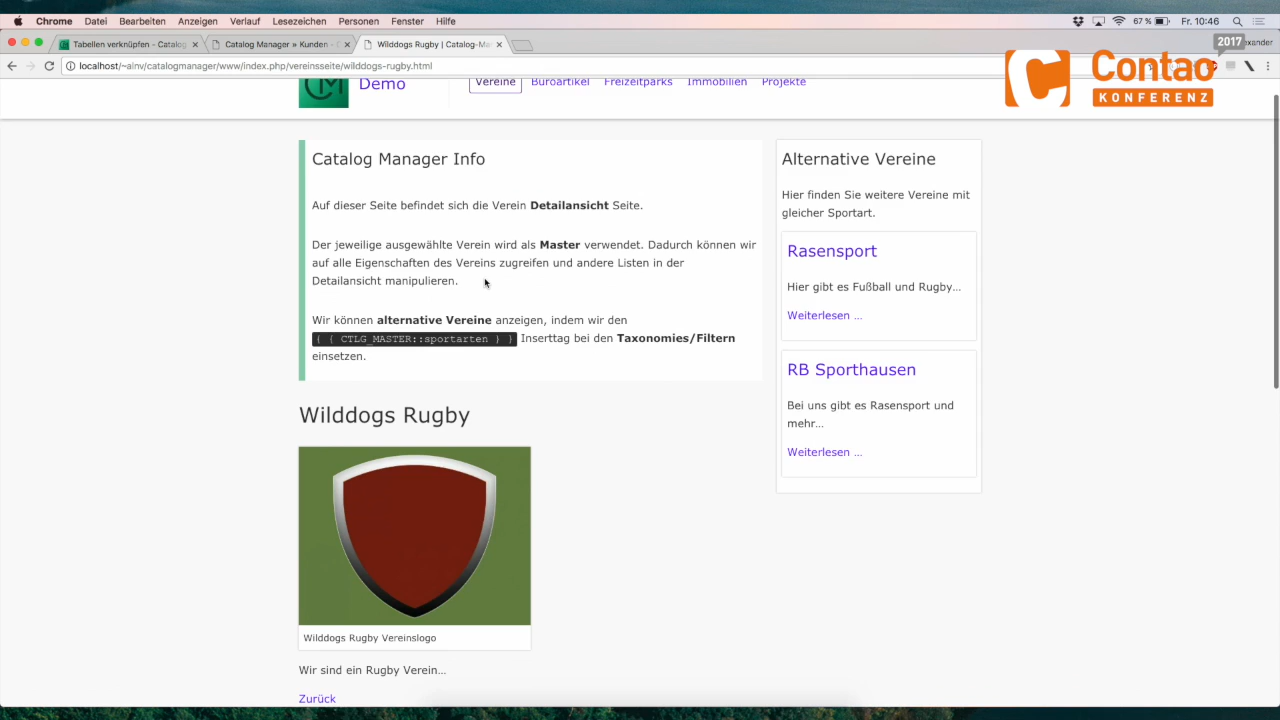 Chrome Datei Bearbeiten Anzeigen Verlauf Lesezeichen Personen Fenster Hilfe 67 % Fr. 10:46
Tabellen verknüpfen - Catalog Catalog Manager » Kunden - Wilddogs Rugby | Catalog-Ma exander
2017
localhost/~alnv/catalogmanager/www/index.php/vereinsseite/wilddogs-rugby.html
Contao
KONFERENZ
CM Demo Vereine Büroartikel Freizeitparks Immobilien Projekte
Catalog Manager Info
Auf dieser Seite befindet sich die Verein Detailansicht Seite.
Der jeweilige ausgewählte Verein wird als Master verwendet. Dadurch können wir
auf alle Eigenschaften des Vereins zugreifen und andere Listen in der
Detailansicht manipulieren.
Wir können alternative Vereine anzeigen, indem wir den
{ { CTLG_MASTER::sportarten } } Inserttag bei den Taxonomies/Filtern
einsetzen.
Wilddogs Rugby
Wilddogs Rugby Vereinslogo
Wir sind ein Rugby Verein...
Zurück
Alternative Vereine
Hier finden Sie weitere Vereine mit
gleicher Sportart.
Rasensport
Hier gibt es Fußball und Rugby...
Weiterlesen ...
RB Sporthausen
Bei uns gibt es Rasensport und
mehr...
Weiterlesen ...